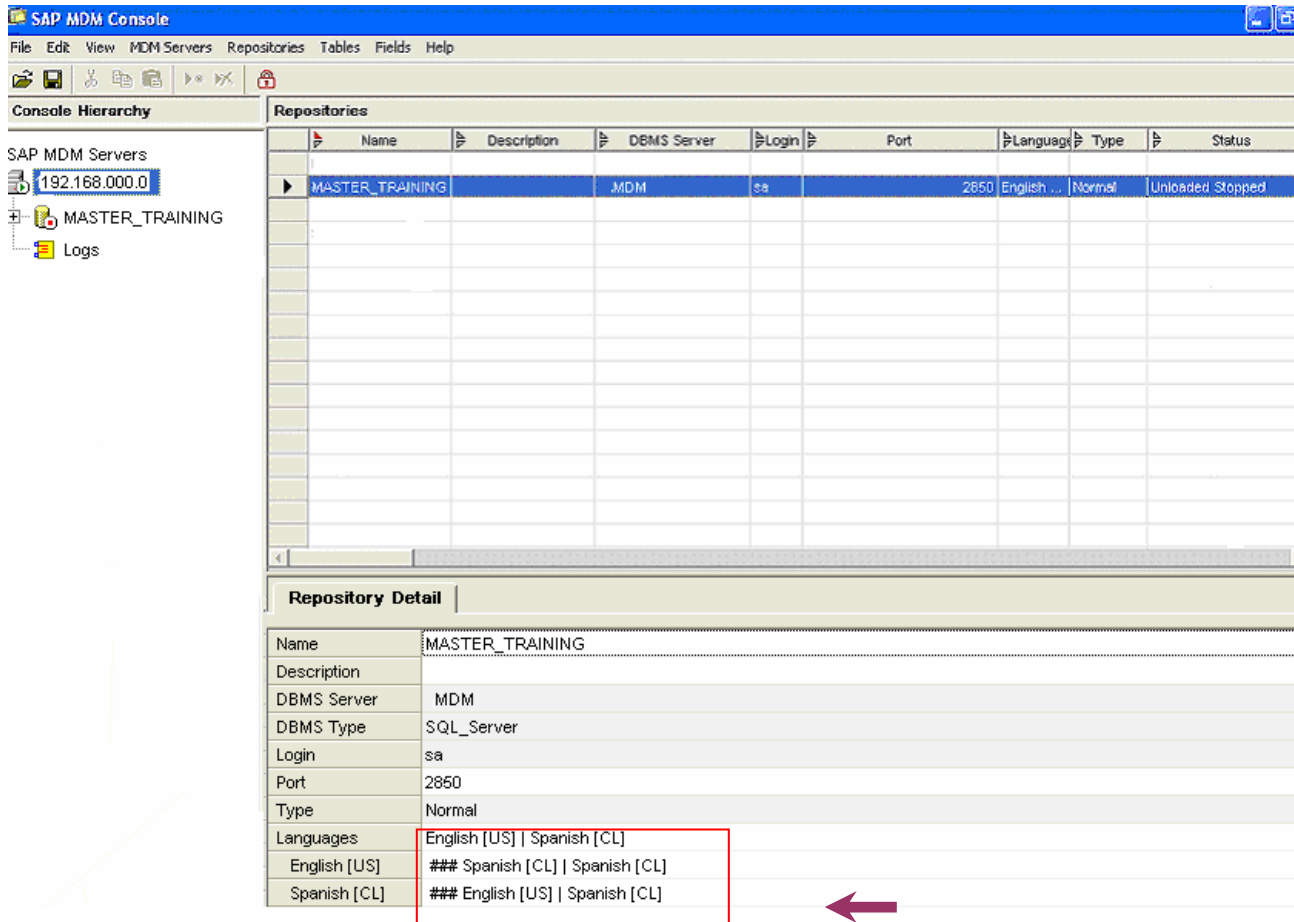 SAP MDM Console
File Edit View MDM Servers Repositories Tables Fields Help
Console Hierarchy
Repositories
SAP MDM Servers
192.168.000.0
MASTER_TRAINING
Logs
Name Description DBMS Server Login Port Language Type Status
MASTER_TRAINING MDM sa 2850 English ... Normal Unloaded Stopped
Repository Detail
Name MASTER_TRAINING
Description
DBMS Server MDM
DBMS Type SQL_Server
Login sa
Port 2850
Type Normal
Languages English [US] | Spanish [CL]
English [US] ### Spanish [CL] | Spanish [CL]
Spanish [CL] ### English [US] | Spanish [CL]